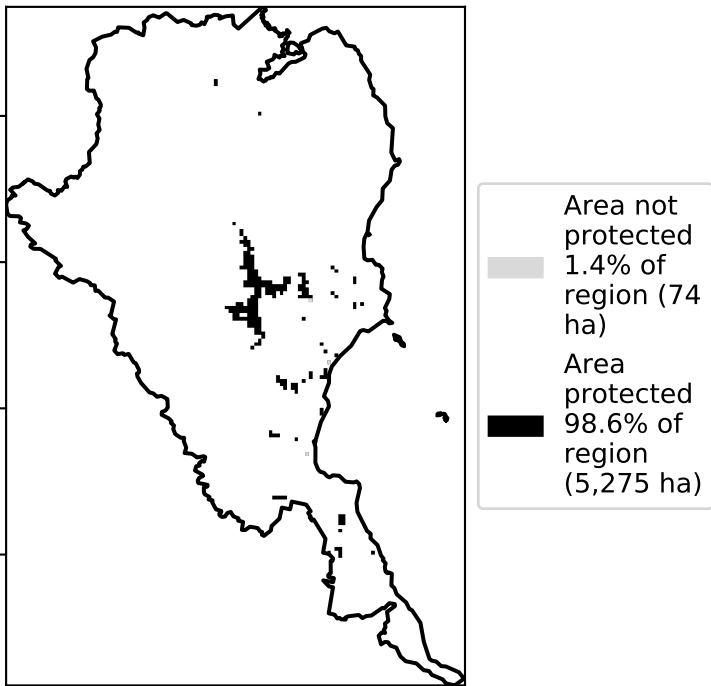 Area not
protected
1.4% of
region (74
ha)
Area
protected
98.6% of
region
(5,275 ha)